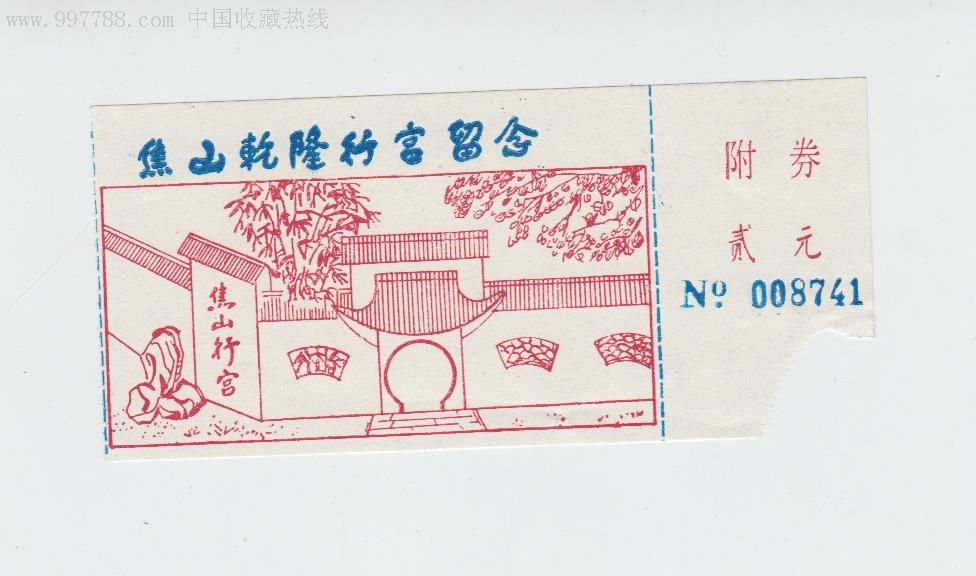 www.997788.com 中国收藏热线
焦山乾隆行宫留念
附券
贰元
焦山行宫
Nº 008741